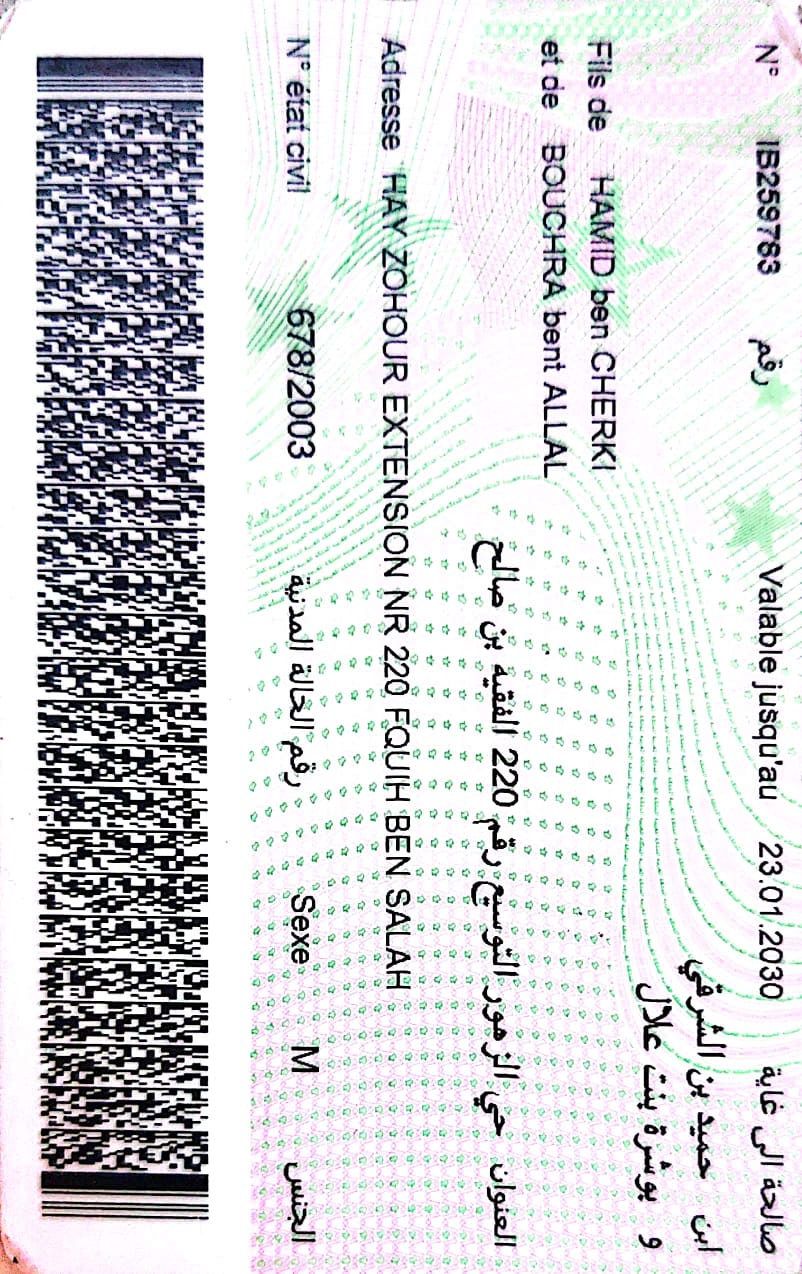 N° IB259783 رقم Valable jusqu'au 23.01.2030 صالحة الى غاية
ابن حميد بن الشرقي
Fils de HAMID ben CHERKI
و بوشرة بنت علال
et de BOUCHRA bent ALLAL
العنوان حي الزهور التوسيع رقم 220 الفقيه بن صالح
Adresse HAY ZOHOUR EXTENSION NR 220 FQUIH BEN SALAH
N° état civil 678/2003 رقم الحالة المدنية Sexe M الجنس